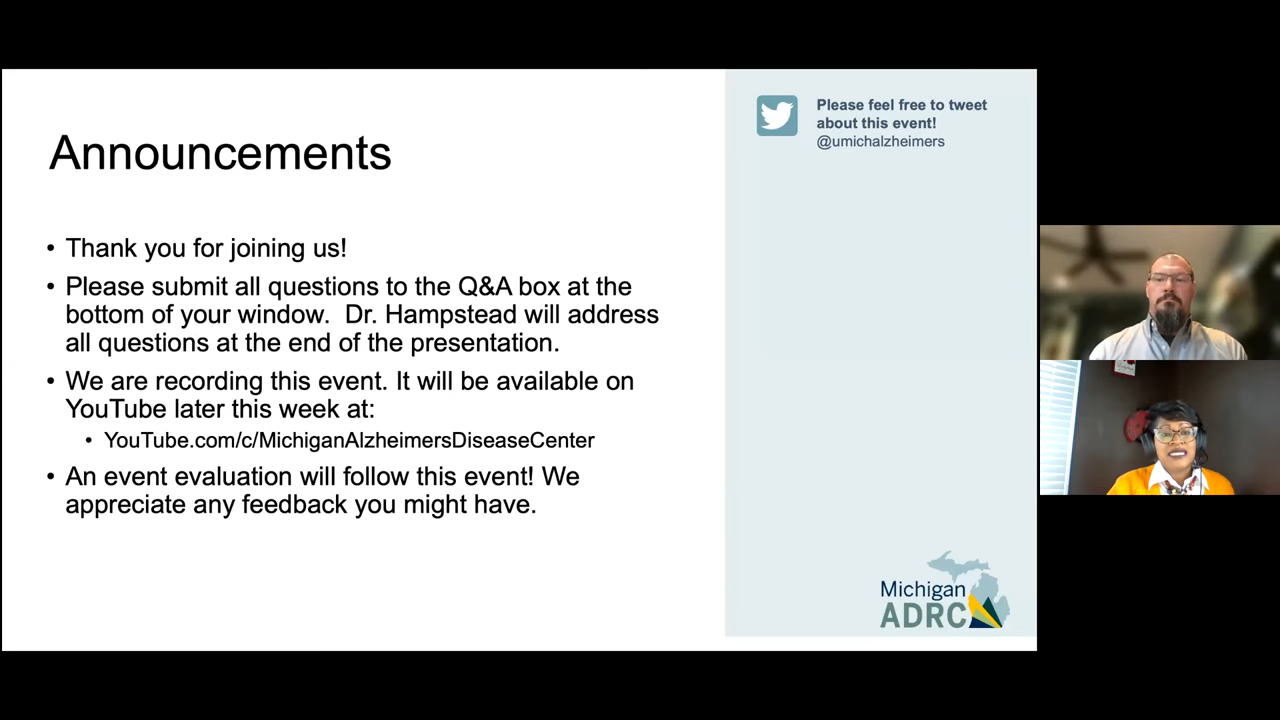 Announcements
• Thank you for joining us!
• Please submit all questions to the Q&A box at the
bottom of your window.  Dr. Hampstead will address
all questions at the end of the presentation.
• We are recording this event. It will be available on
YouTube later this week at:
• YouTube.com/c/MichiganAlzheimersDiseaseCenter
• An event evaluation will follow this event! We
appreciate any feedback you might have.
Please feel free to tweet
about this event!
@umichalzheimers
Michigan
ADRC